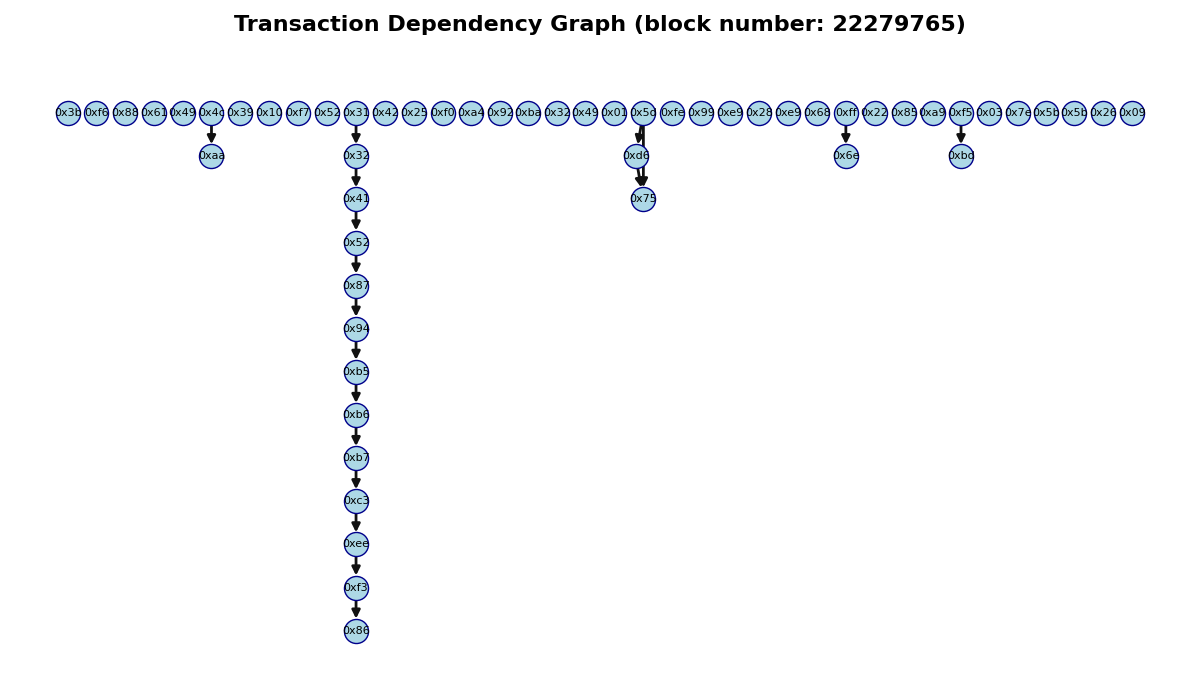 Transaction Dependency Graph (block number: 22279765)
0x3b 0xf6 0x88 0x61 0x49 0x4c 0x39 0x10 0xf7 0x52 0x31 0x42 0x25 0xf0 0xa4 0x92 0xba 0x32 0x49 0x01 0x5d 0xfe 0x99 0xe9 0x28 0xe9 0x68 0xff 0x22 0x85 0xa9 0xf5 0x03 0x7e 0x5b 0x5b 0x26 0x09
0xaa 0x32 0xd6 0x6e 0xbd
0x41 0x75
0x52
0x87
0x94
0xb5
0xb6
0xb7
0xc3
0xee
0xf3
0x86